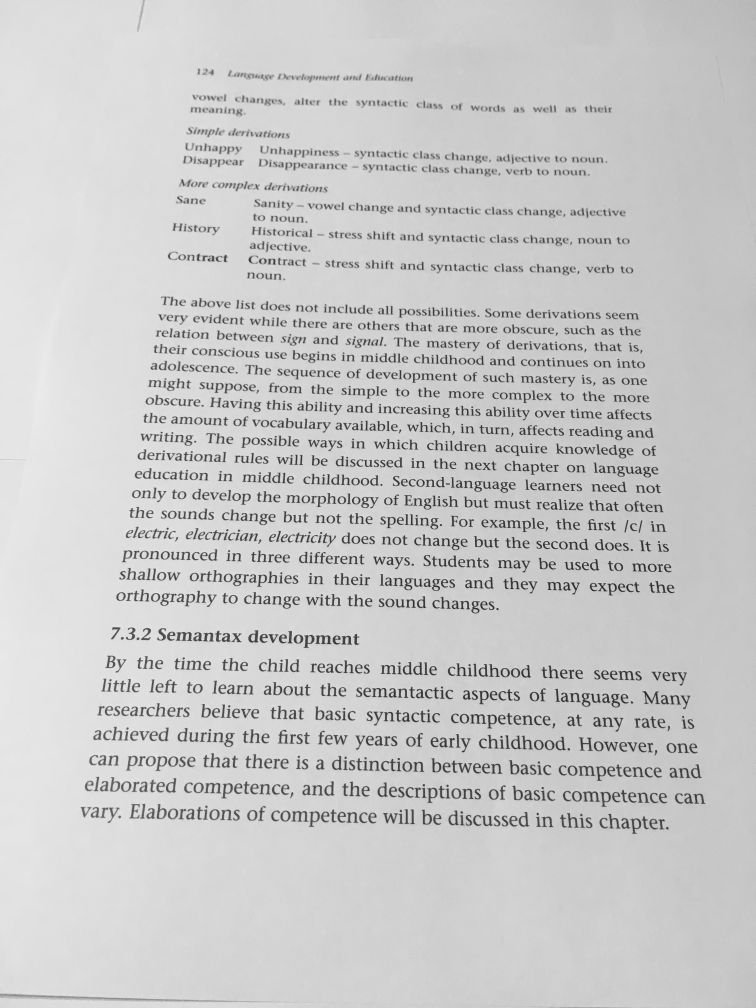 124 Language Development and Education
vowel changes, alter the syntactic class of words as well as their
meaning.
Simple derivations
Unhappy Unhappiness – syntactic class change, adjective to noun.
Disappear Disappearance – syntactic class change, verb to noun.
More complex derivations
Sane Sanity – vowel change and syntactic class change, adjective
to noun.
History Historical – stress shift and syntactic class change, noun to
adjective.
Contract Contract – stress shift and syntactic class change, verb to
noun.
The above list does not include all possibilities. Some derivations seem
very evident while there are others that are more obscure, such as the
relation between sign and signal. The mastery of derivations, that is,
their conscious use begins in middle childhood and continues on into
adolescence. The sequence of development of such mastery is, as one
might suppose, from the simple to the more complex to the more
obscure. Having this ability and increasing this ability over time affects
the amount of vocabulary available, which, in turn, affects reading and
writing. The possible ways in which children acquire knowledge of
derivational rules will be discussed in the next chapter on language
education in middle childhood. Second-language learners need not
only to develop the morphology of English but must realize that often
the sounds change but not the spelling. For example, the first /c/ in
electric, electrician, electricity does not change but the second does. It is
pronounced in three different ways. Students may be used to more
shallow orthographies in their languages and they may expect the
orthography to change with the sound changes.
7.3.2 Semantax development
By the time the child reaches middle childhood there seems very
little left to learn about the semantactic aspects of language. Many
researchers believe that basic syntactic competence, at any rate, is
achieved during the first few years of early childhood. However, one
can propose that there is a distinction between basic competence and
elaborated competence, and the descriptions of basic competence can
vary. Elaborations of competence will be discussed in this chapter.